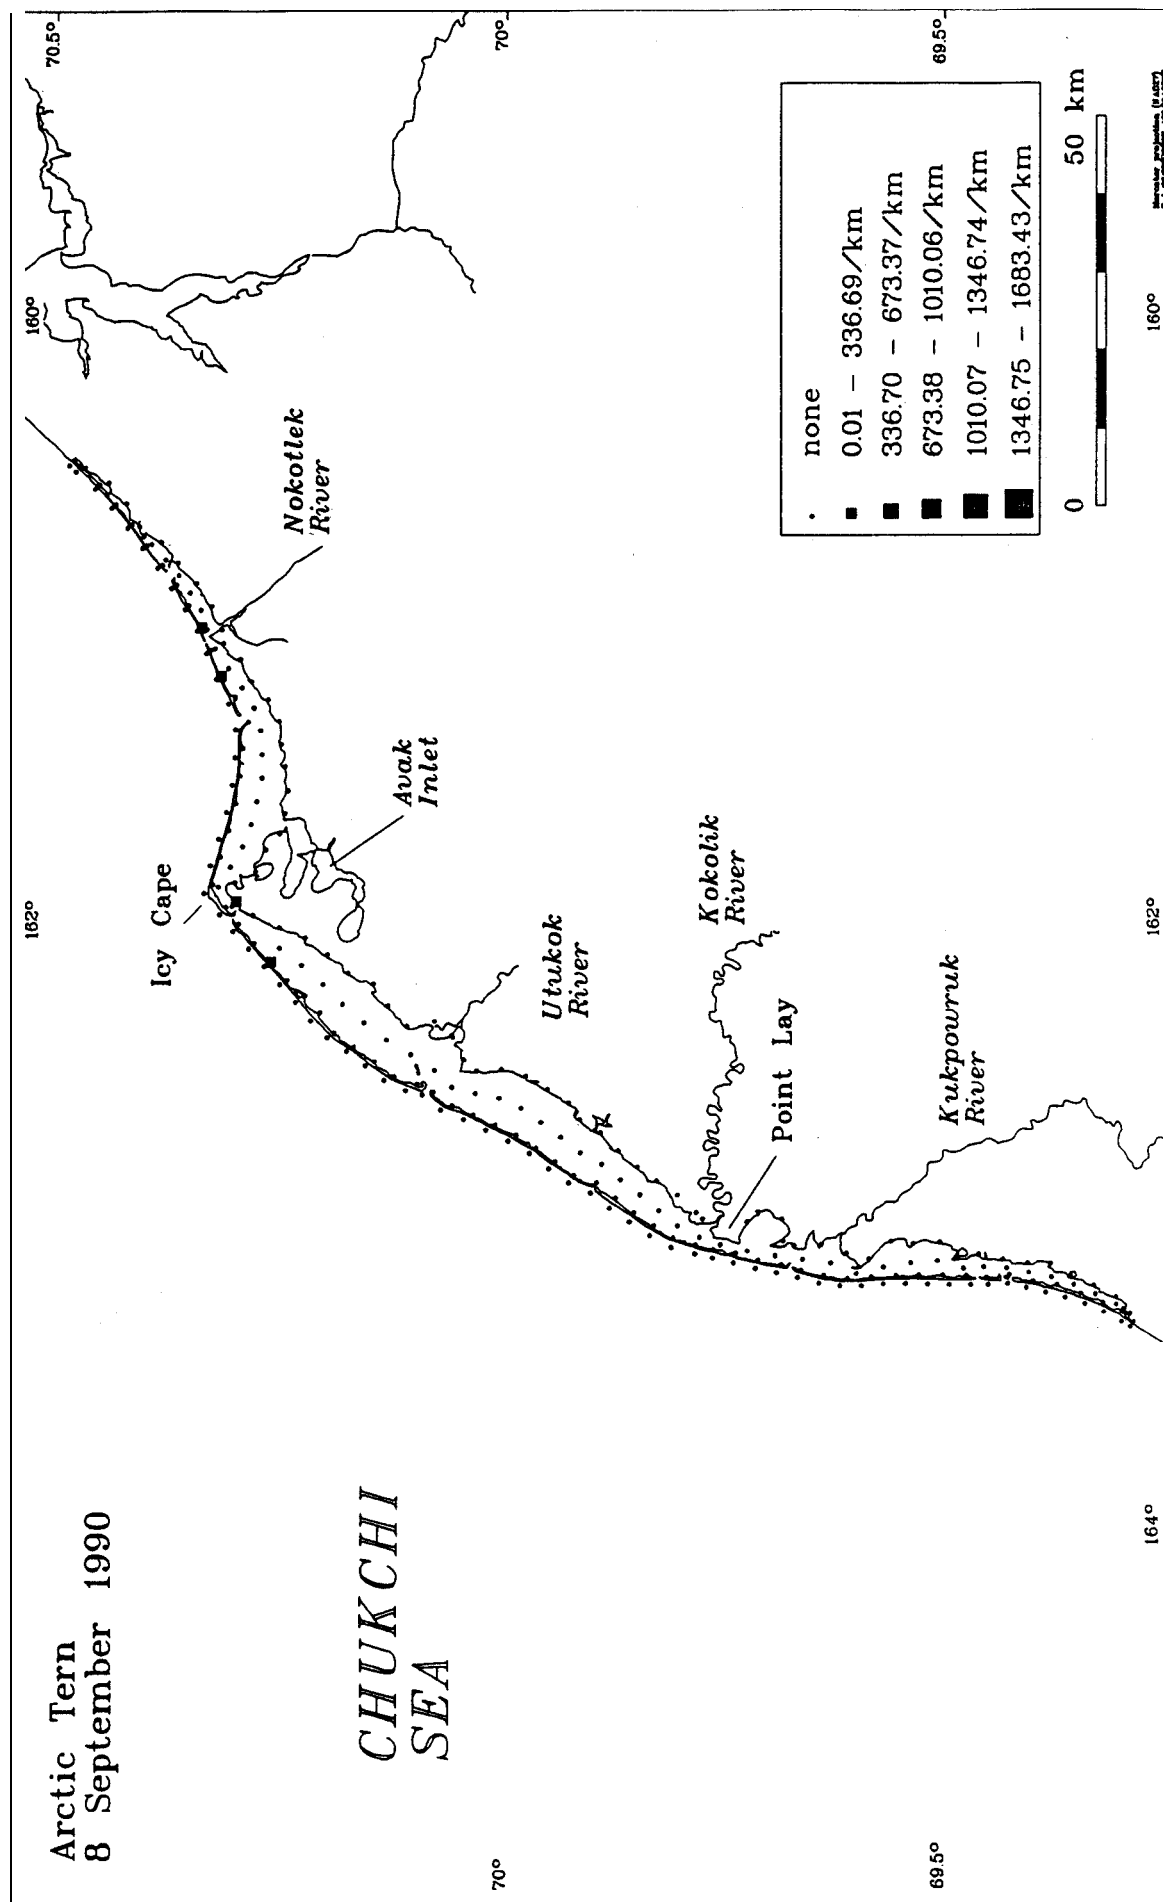 Arctic Tern
8 September 1990
CHUKCHI
SEA
Icy Cape
Nokotlek
River
Avak
Inlet
Utukok
River
Kokolik
River
Point Lay
Kukpowruk
River
none
0.01 – 336.69/km
336.70 – 673.37/km
673.38 – 1010.06/km
1010.07 – 1346.74/km
1346.75 – 1683.43/km
0 50 km
162°
160°
70.5°
70°
70°
69.5°
69.5°
164°
162°
160°